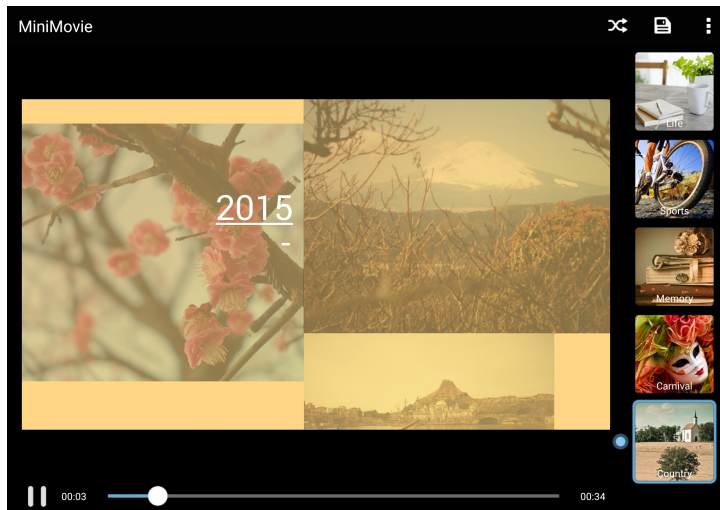 MiniMovie
2015
-
Life
Sports
Memory
Carnival
Country
00:03
00:34